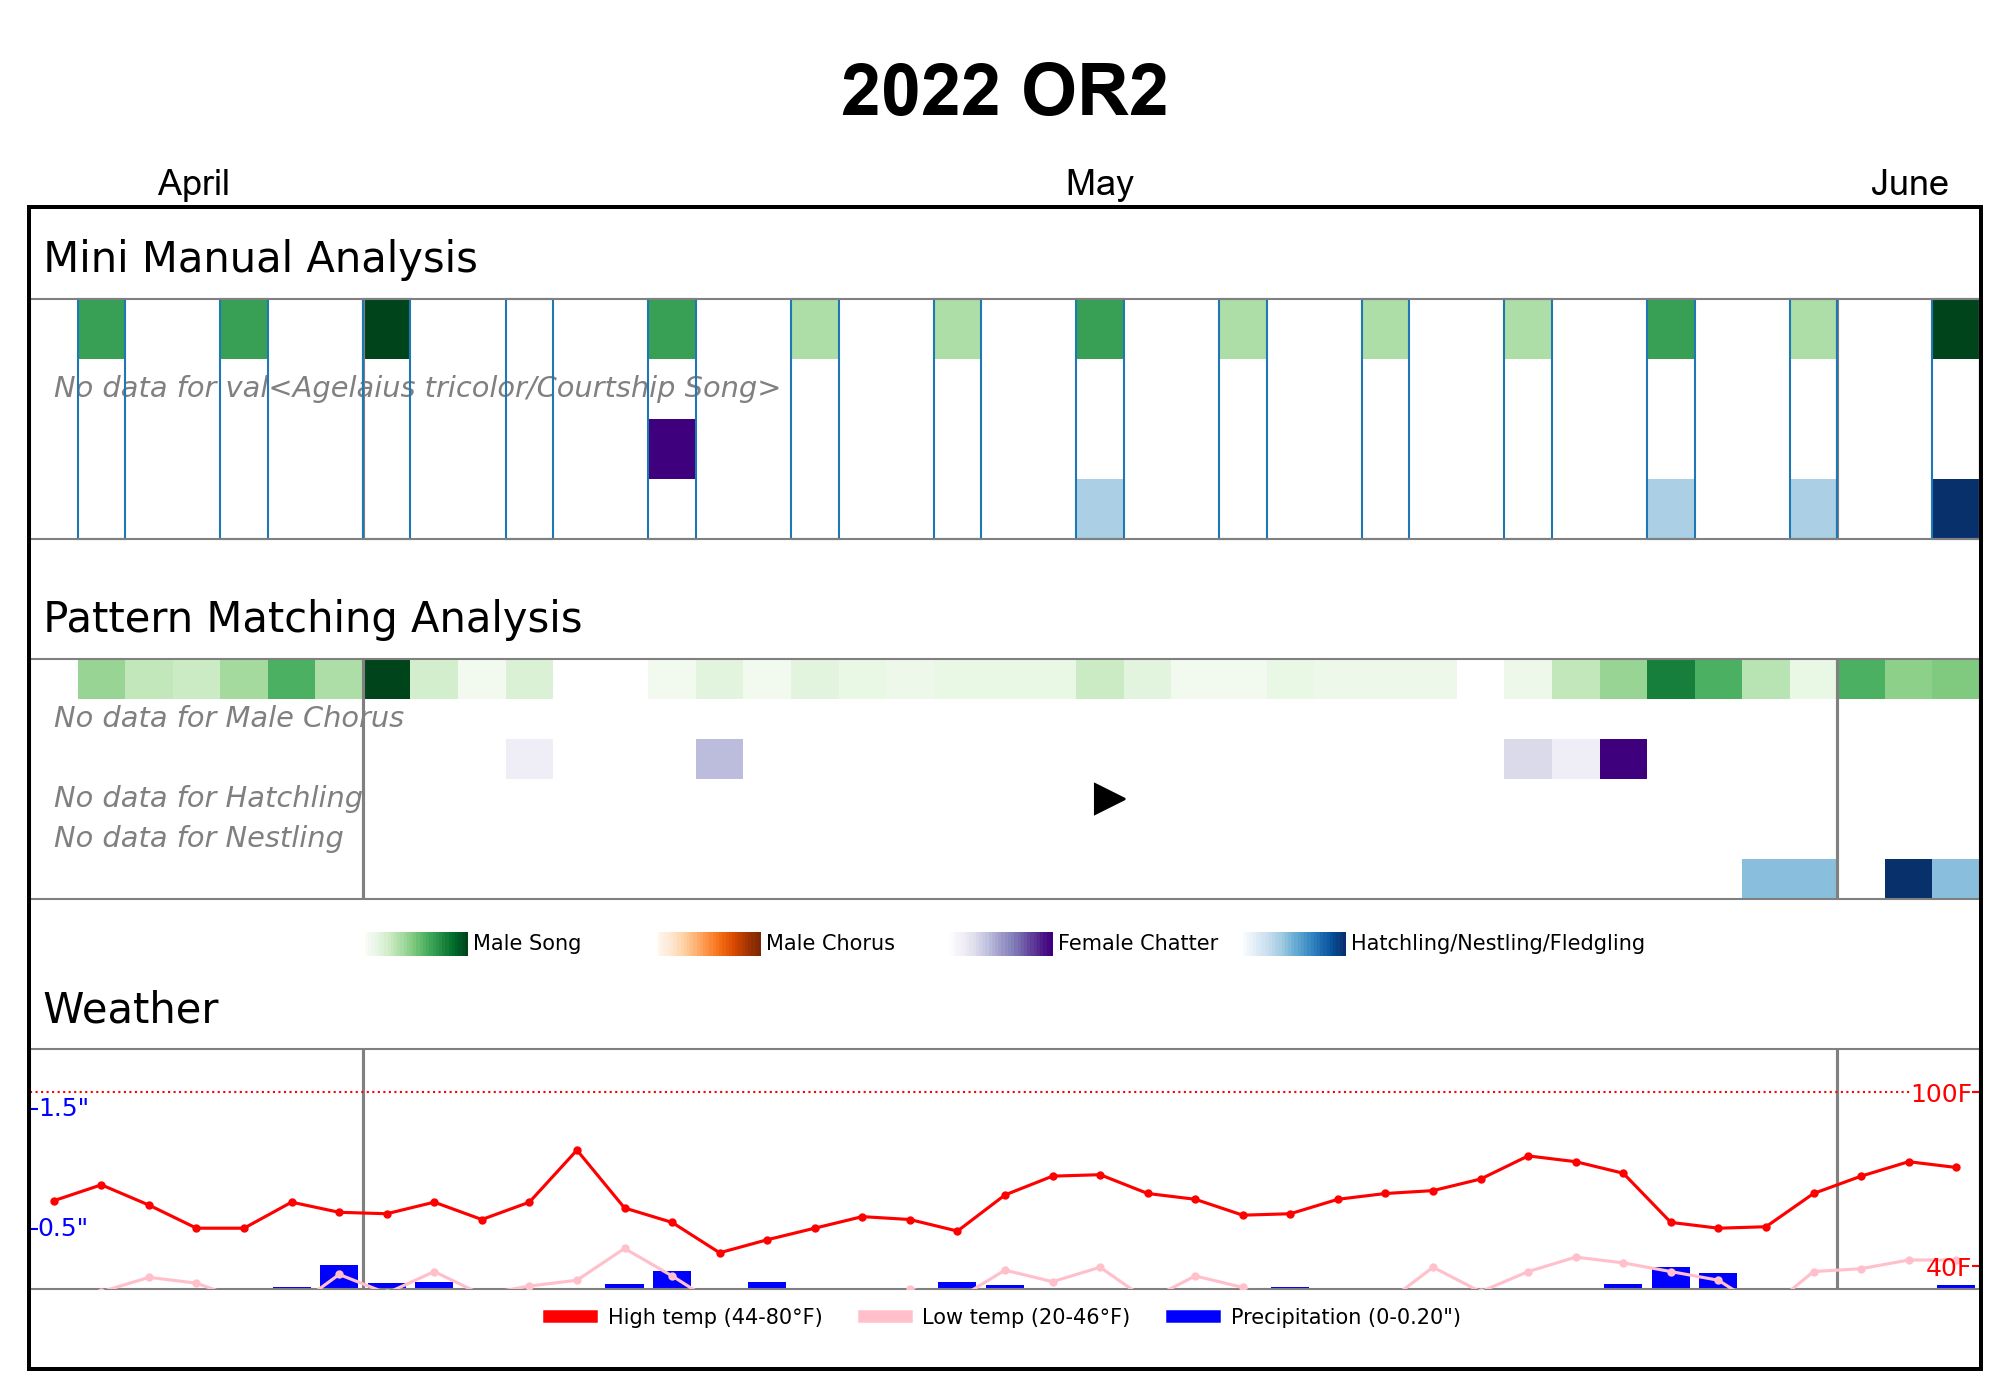 2022 OR2
April May June
Mini Manual Analysis
No data for val<Agelaius tricolor/Courtship Song>
Pattern Matching Analysis
No data for Male Chorus
No data for Hatchling
No data for Nestling
Male Song Male Chorus Female Chatter Hatchling/Nestling/Fledgling
Weather
100F
1.5"
0.5"
40F
High temp (44-80°F) Low temp (20-46°F) Precipitation (0-0.20")